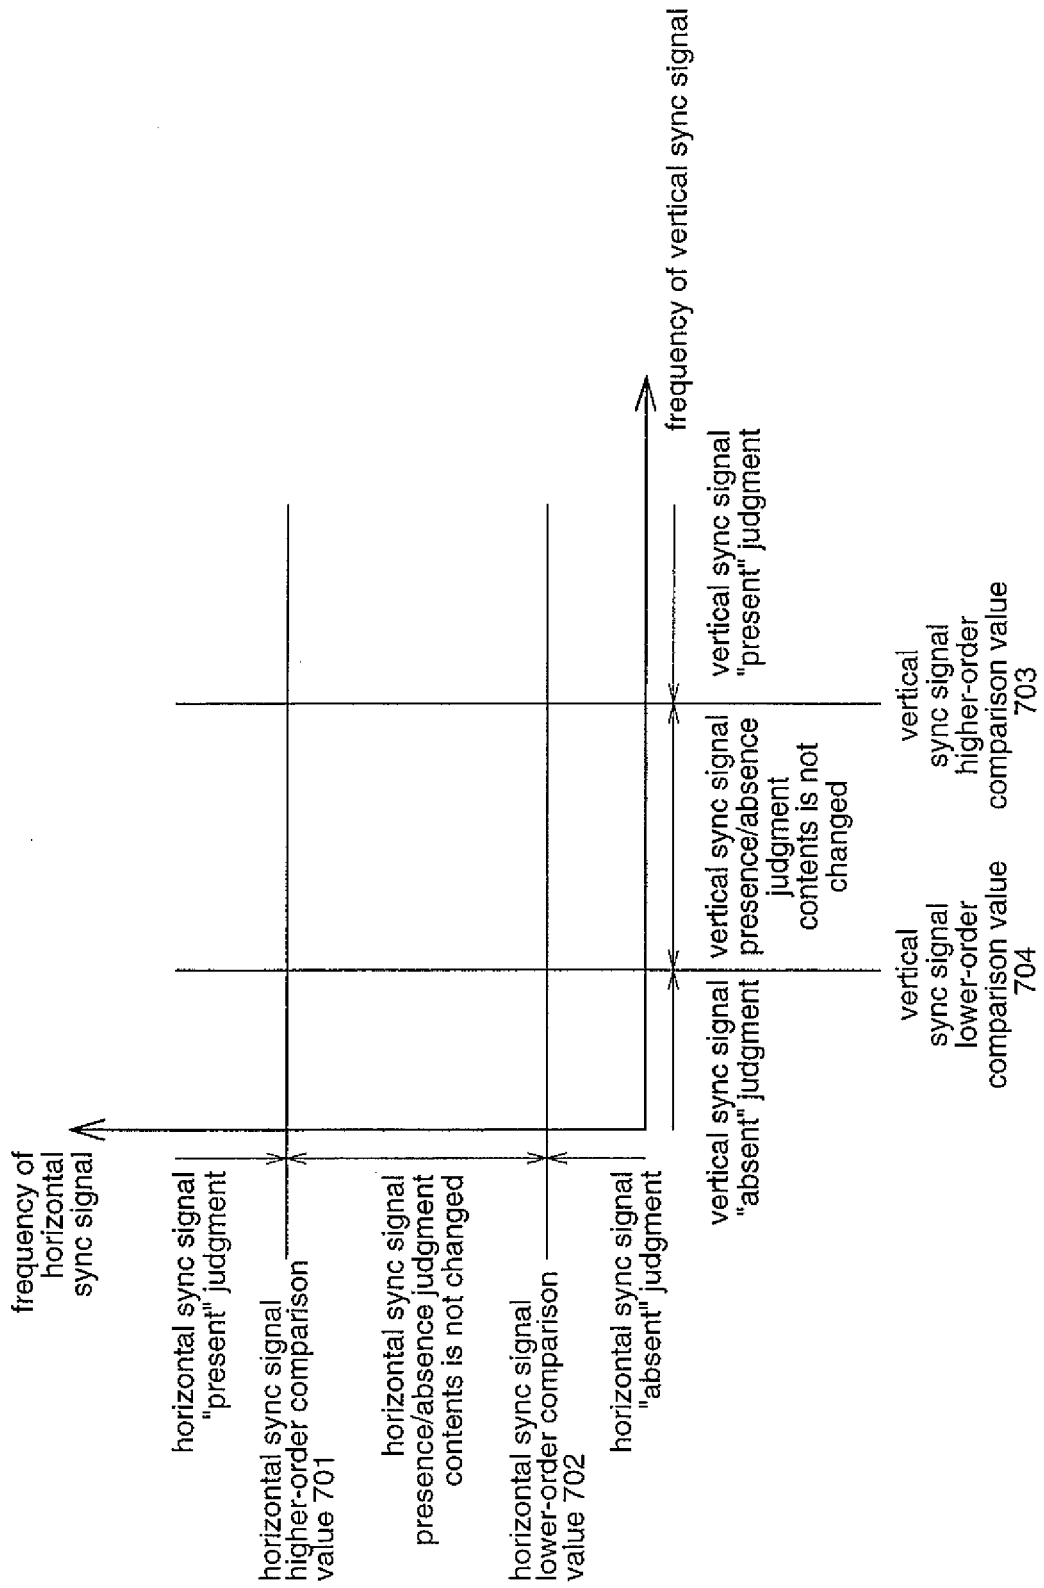 frequency of
horizontal
sync signal
horizontal sync signal
"present" judgment
horizontal sync signal
higher-order comparison
value 701
horizontal sync signal
presence/absence judgment
contents is not changed
horizontal sync signal
lower-order comparison
value 702
horizontal sync signal
"absent" judgment
vertical sync signal
"absent" judgment
vertical sync signal
presence/absence
judgment
contents is not
changed
vertical sync signal
"present" judgment
frequency of vertical sync signal
vertical
sync signal
lower-order
comparison value
704
vertical
sync signal
higher-order
comparison value
703